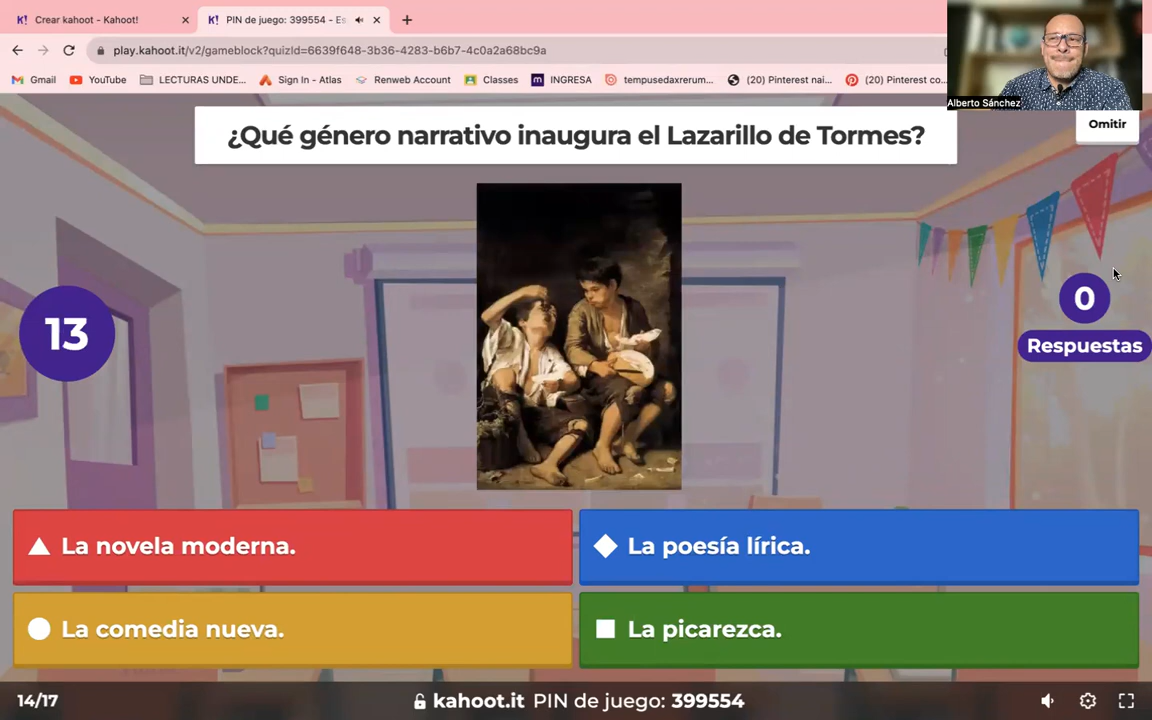 Crear kahoot - Kahoot!
PIN de juego: 399554 - Es
play.kahoot.it/v2/gameblock?quizId=6639f648-3b36-4283-b6b7-4c0a2a68bc9a
Gmail YouTube LECTURAS UNDE... Sign In - Atlas Renweb Account Classes INGRESA tempusedaxrerum... (20) Pinterest nai... (20) Pinterest co...
Alberto Sánchez
Omitir
¿Qué género narrativo inaugura el Lazarillo de Tormes?
13
0
Respuestas
La novela moderna.
La poesía lírica.
La comedia nueva.
La picarezca.
14/17
kahoot.it PIN de juego: 399554